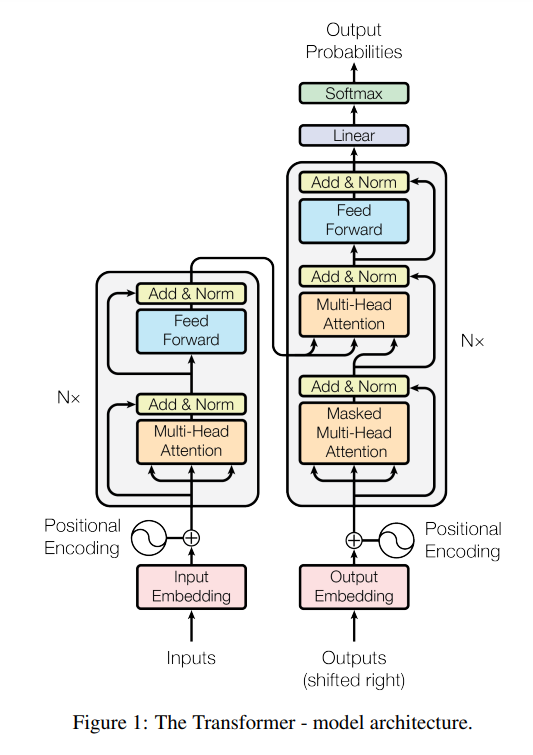 Output
Probabilities
Softmax
Linear
Add & Norm
Feed
Forward
Add & Norm
Multi-Head
Attention
Add & Norm
Masked
Multi-Head
Attention
N×
Add & Norm
Feed
Forward
Add & Norm
Multi-Head
Attention
N×
Positional
Encoding
Positional
Encoding
Input
Embedding
Output
Embedding
Inputs
Outputs
(shifted right)
Figure 1: The Transformer - model architecture.